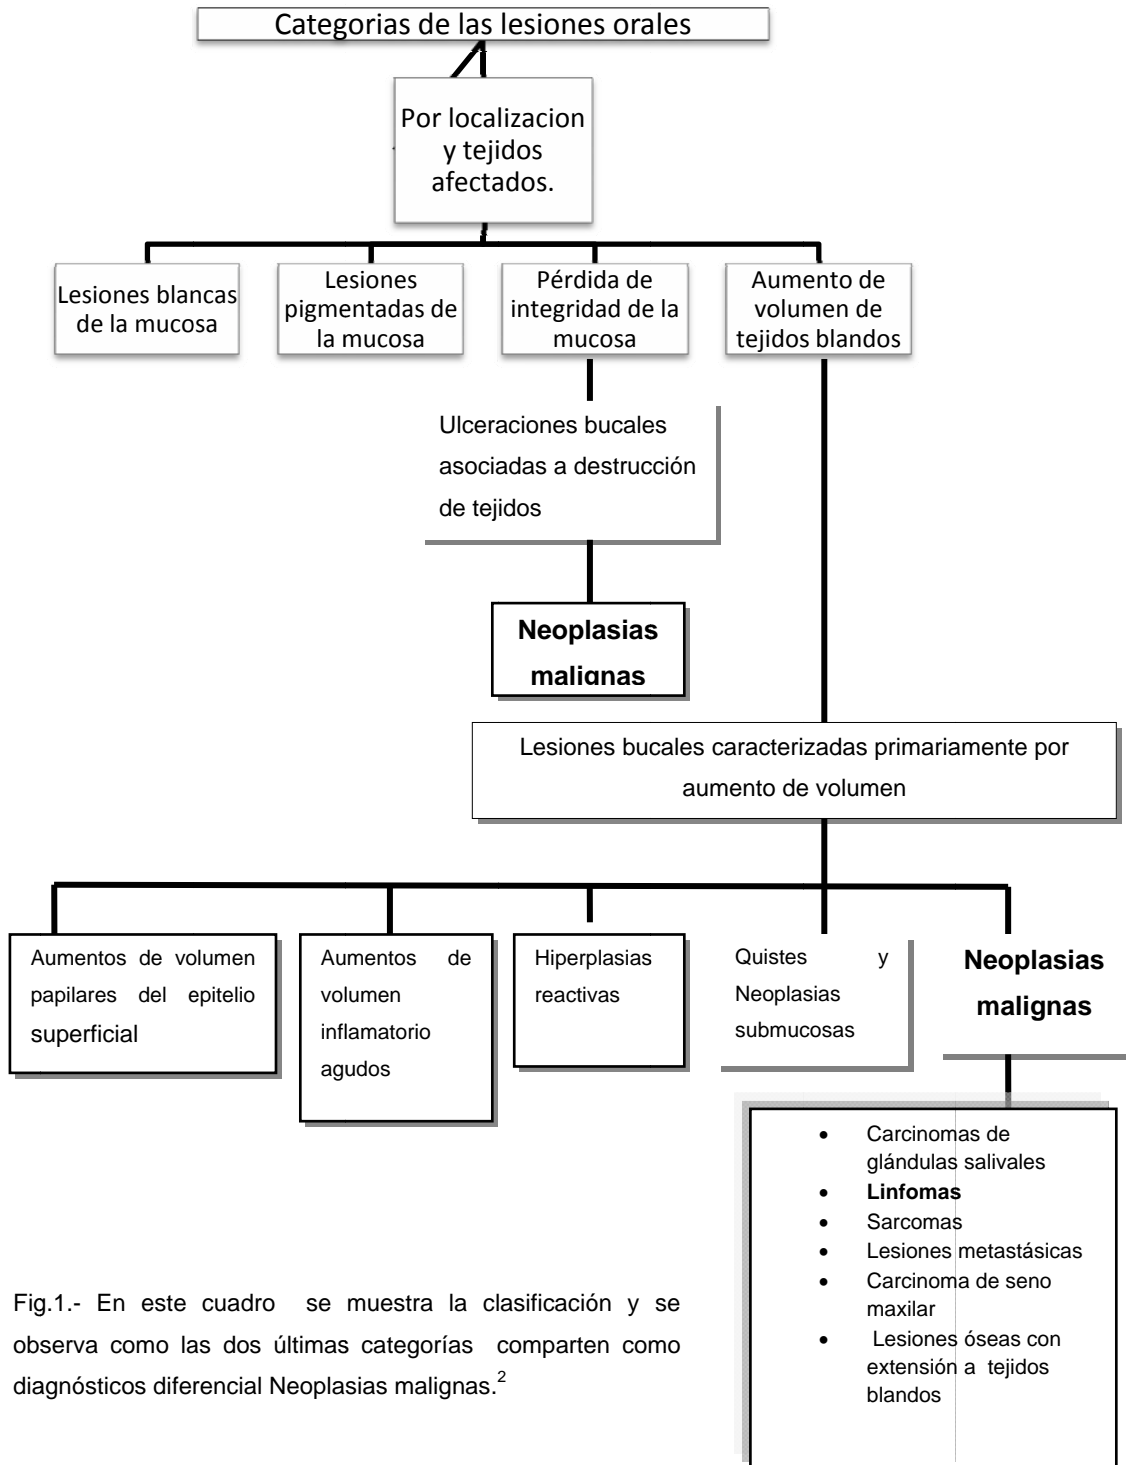 Categorias de las lesiones orales
Por localizacion
y tejidos
afectados.
Lesiones blancas
de la mucosa
Lesiones
pigmentadas de
la mucosa
Pérdida de
integridad de la
mucosa
Aumento de
volumen de
tejidos blandos
Ulceraciones bucales
asociadas a destrucción
de tejidos
Neoplasias
malignas
Lesiones bucales caracterizadas primariamente por
aumento de volumen
Aumentos de volumen
papilares del epitelio
superficial
Aumentos de
volumen
inflamatorio
agudos
Hiperplasias
reactivas
Quistes y
Neoplasias
submucosas
Neoplasias
malignas
• Carcinomas de
glándulas salivales
• Linfomas
• Sarcomas
• Lesiones metastásicas
• Carcinoma de seno
maxilar
• Lesiones óseas con
extensión a tejidos
blandos
Fig.1.- En este cuadro se muestra la clasificación y se
observa como las dos últimas categorías comparten como
diagnósticos diferencial Neoplasias malignas.2